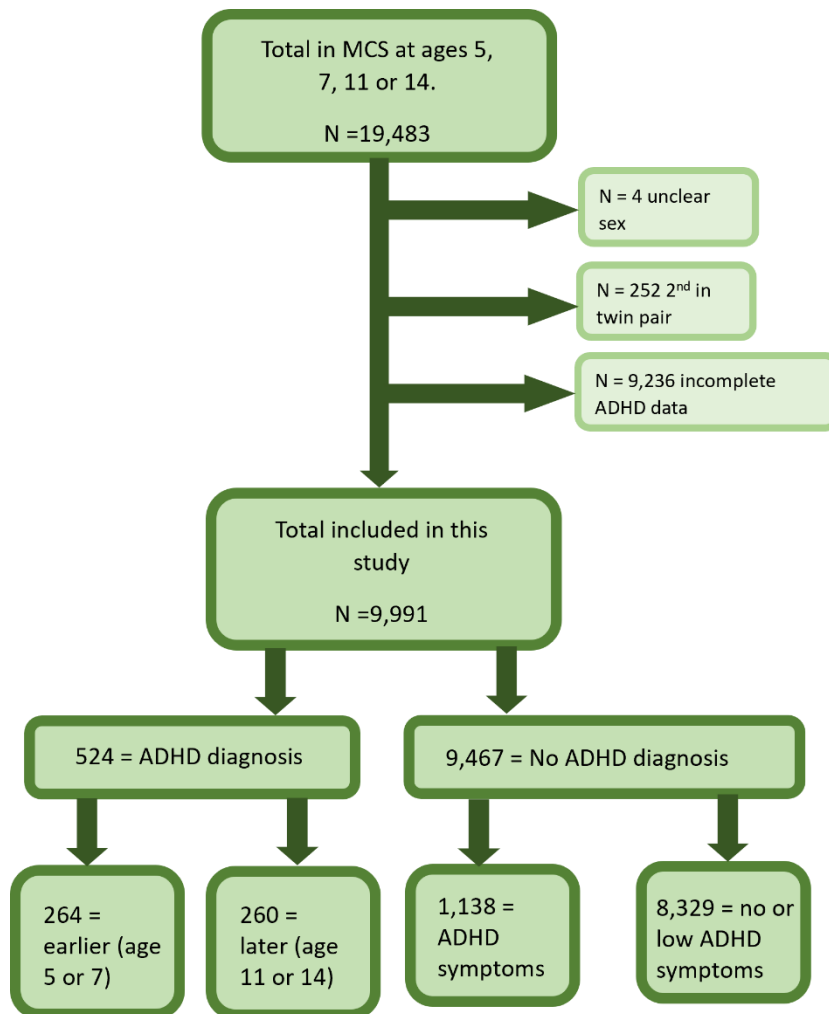 Total in MCS at ages 5,
7, 11 or 14.
N =19,483
N = 4 unclear
sex
N = 252 2nd in
twin pair
N = 9,236 incomplete
ADHD data
Total included in this
study
N =9,991
524 = ADHD diagnosis
9,467 = No ADHD diagnosis
264 =
earlier (age
5 or 7)
260 =
later (age
11 or 14)
1,138 =
ADHD
symptoms
8,329 = no or
low ADHD
symptoms